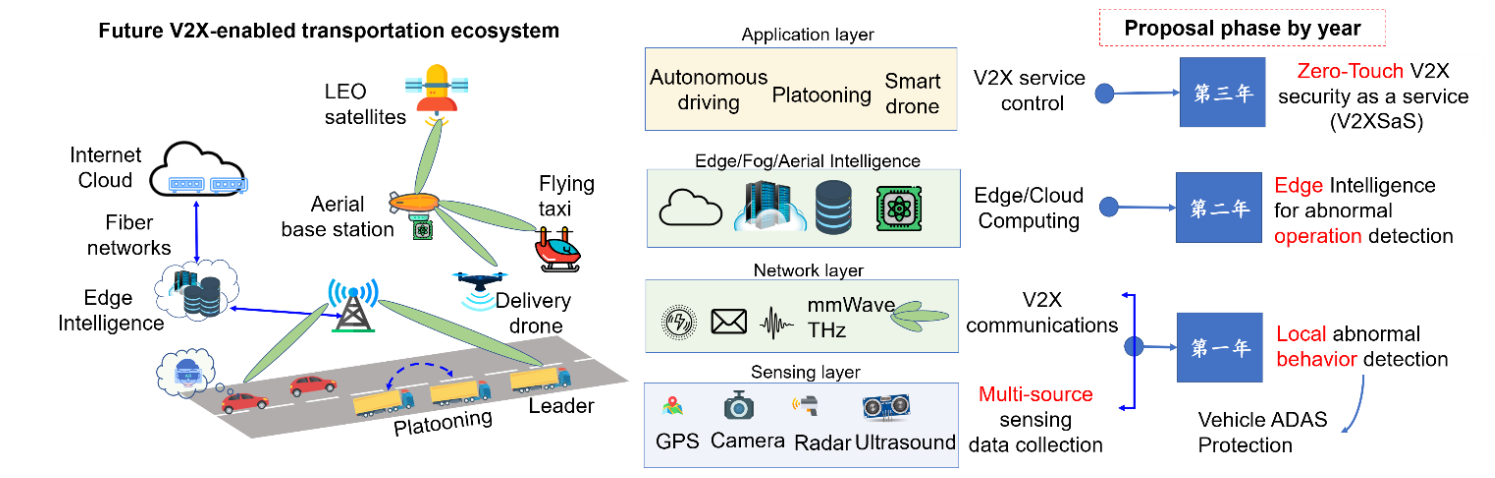 Future V2X-enabled transportation ecosystem
LEO
satellites
Internet
Cloud
Fiber
networks
Edge
Intelligence
Aerial
base station
Flying
taxi
Delivery
drone
Platooning
Leader
Application layer
Autonomous
driving
Platooning
Smart
drone
Edge/Fog/Aerial Intelligence
Network layer
mmWave
THz
Sensing layer
GPS
Camera
Radar
Ultrasound
V2X service
control
Edge/Cloud
Computing
V2X
communications
Multi-source
sensing
data collection
Proposal phase by year
第三年
Zero-Touch V2X
security as a service
(V2XSaS)
第二年
Edge Intelligence
for abnormal
operation detection
第一年
Local abnormal
behavior detection
Vehicle ADAS
Protection